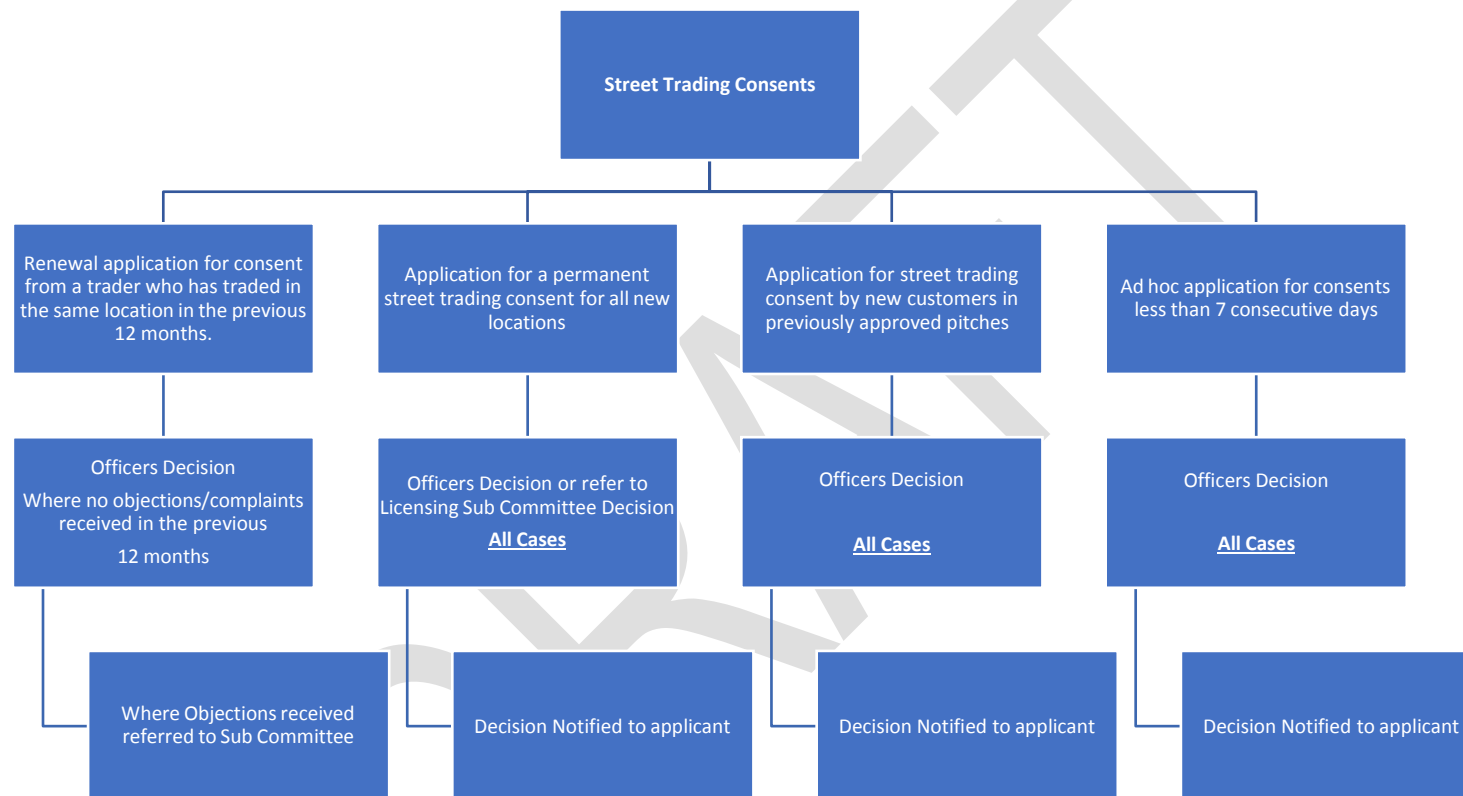 Street Trading Consents
Renewal application for consent
from a trader who has traded in
the same location in the previous
12 months.
Application for a permanent
street trading consent for all new
locations
Application for street trading
consent by new customers in
previously approved pitches
Ad hoc application for consents
less than 7 consecutive days
Officers Decision
Where no objections/complaints
received in the previous
12 months
Officers Decision or refer to
Licensing Sub Committee Decision
All Cases
Officers Decision
All Cases
Officers Decision
All Cases
Where Objections received
referred to Sub Committee
Decision Notified to applicant
Decision Notified to applicant
Decision Notified to applicant